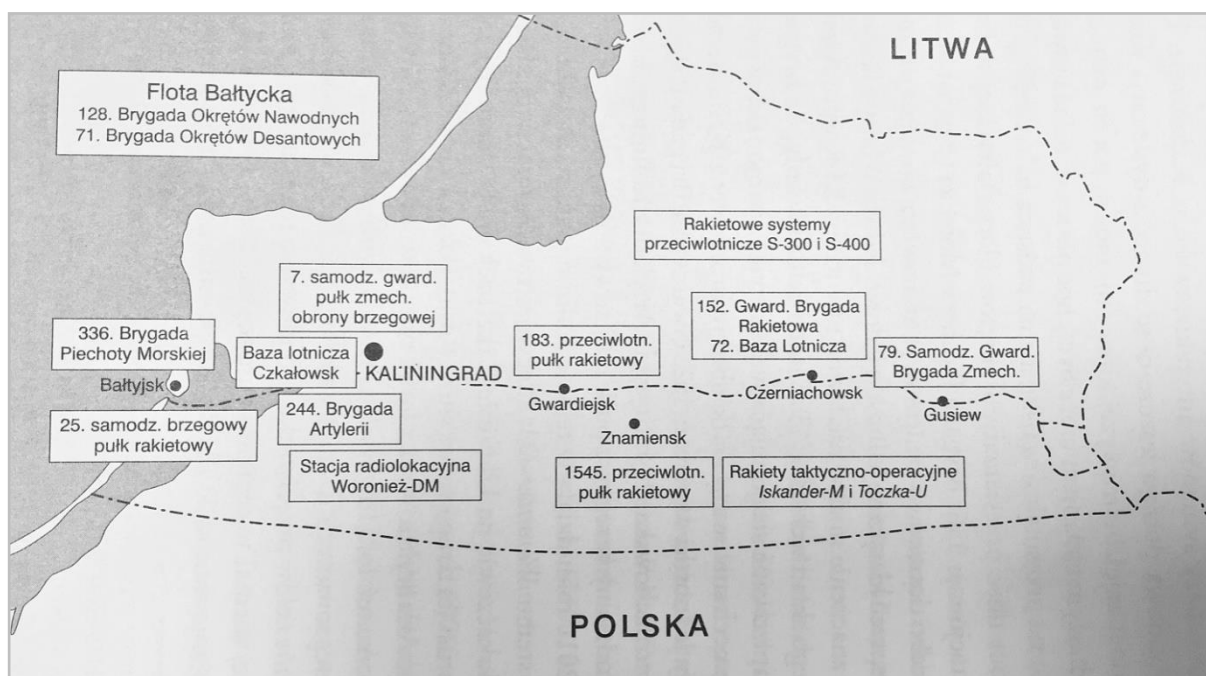 LITWA
Flota Bałtycka
128. Brygada Okrętów Nawodnych
71. Brygada Okrętów Desantowych
Rakietowe systemy
przeciwlotnicze S-300 i S-400
7. samodz. gward.
pułk zmech.
obrony brzegowej
336. Brygada
Piechoty Morskiej
Baza lotnicza
Czkałowsk
183. przeciwlotn.
pułk rakietowy
152. Gward. Brygada
Rakietowa
72. Baza Lotnicza
79. Samodz. Gward.
Brygada Zmech.
KALININGRAD
Bałtyjsk
Gwardiejsk
Czerniachowsk
Gusiew
25. samodz. brzegowy
pułk rakietowy
244. Brygada
Artylerii
Znamiensk
Stacja radiolokacyjna
Woronież-DM
1545. przeciwlotn.
pułk rakietowy
Rakiety taktyczno-operacyjne
Iskander-M i Toczka-U
POLSKA